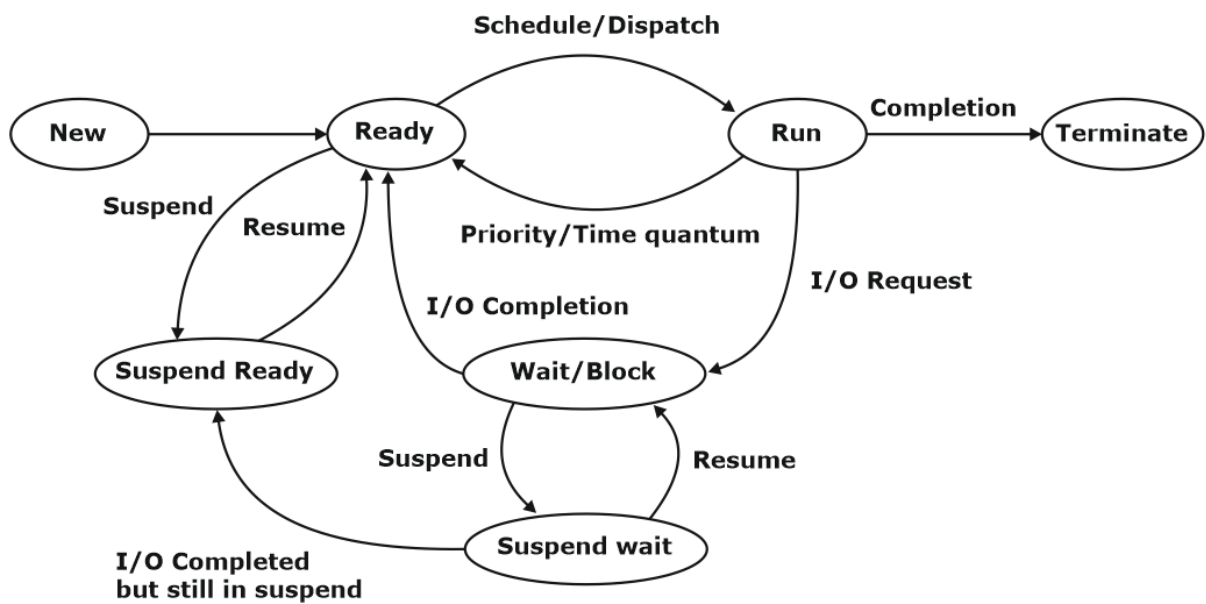 Schedule/Dispatch
New
Ready
Run
Completion
Terminate
Suspend
Resume
Priority/Time quantum
I/O Request
I/O Completion
Suspend Ready
Wait/Block
Suspend
Resume
Suspend wait
I/O Completed
but still in suspend